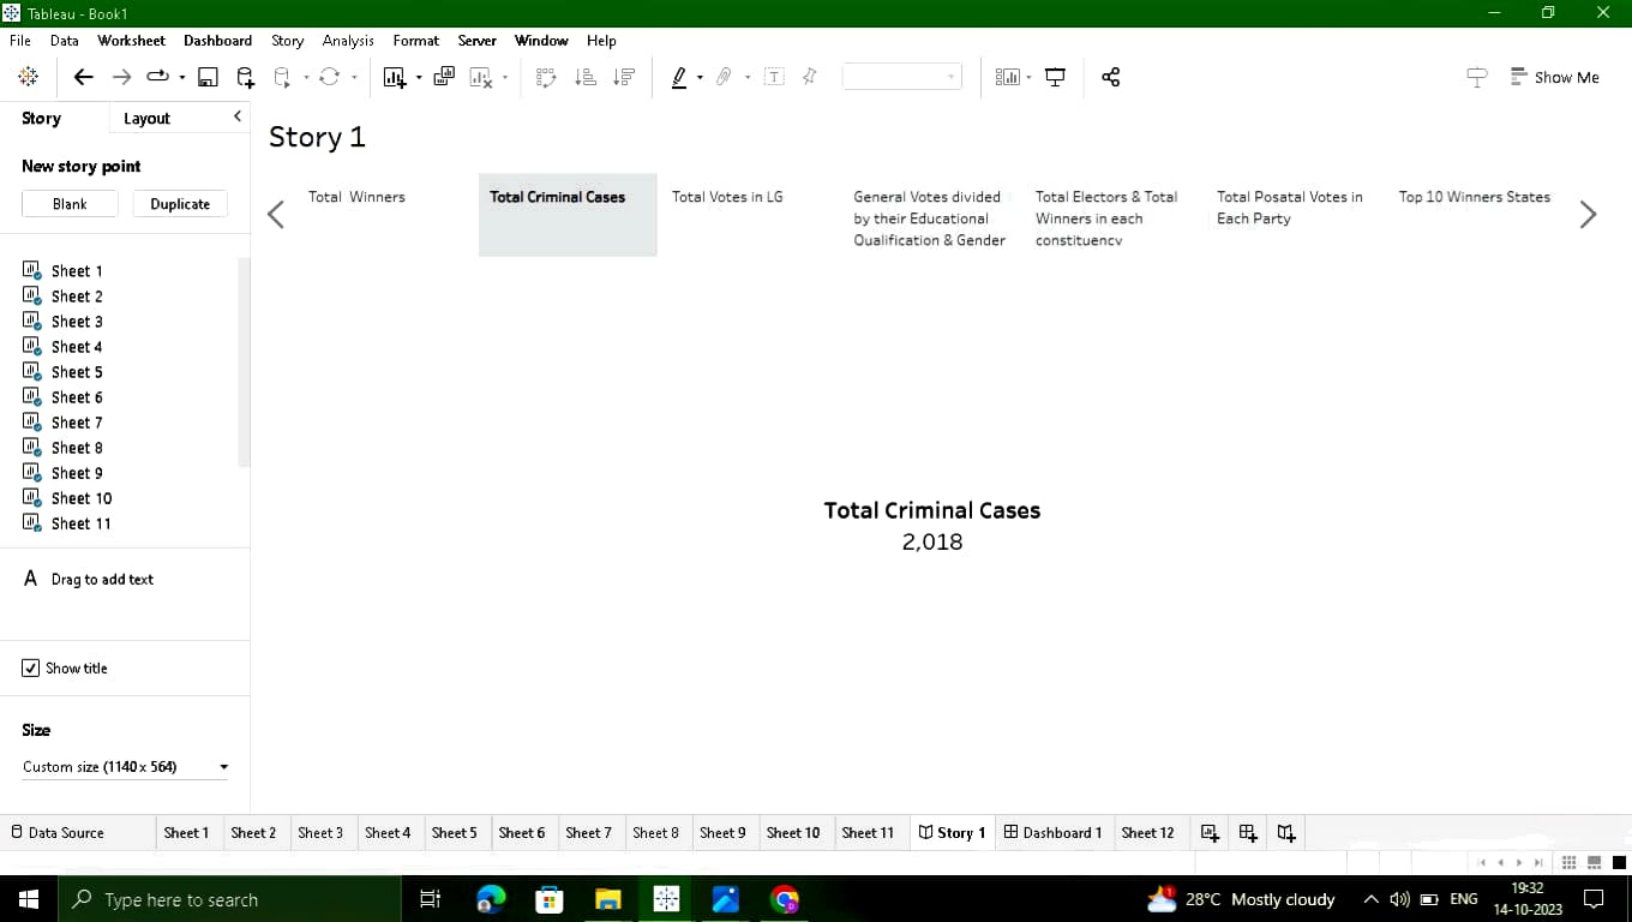 Tableau - Book1
File Data Worksheet Dashboard Story Analysis Format Server Window Help
Show Me
Story Layout
Story 1
New story point
Blank Duplicate
Total Winners
Total Criminal Cases
Total Votes in LG
General Votes divided
by their Educational
Qualification & Gender
Total Electors & Total
Winners in each
constituency
Total Posatal Votes in
Each Party
Top 10 Winners States
Sheet 1
Sheet 2
Sheet 3
Sheet 4
Sheet 5
Sheet 6
Sheet 7
Sheet 8
Sheet 9
Sheet 10
Sheet 11
Total Criminal Cases
2,018
A Drag to add text
Show title
Size
Custom size (1140 x 564)
Data Source Sheet 1 Sheet 2 Sheet 3 Sheet 4 Sheet 5 Sheet 6 Sheet 7 Sheet 8 Sheet 9 Sheet 10 Sheet 11 Story 1 Dashboard 1 Sheet 12
Type here to search
28°C Mostly cloudy
ENG
19:32
14-10-2023